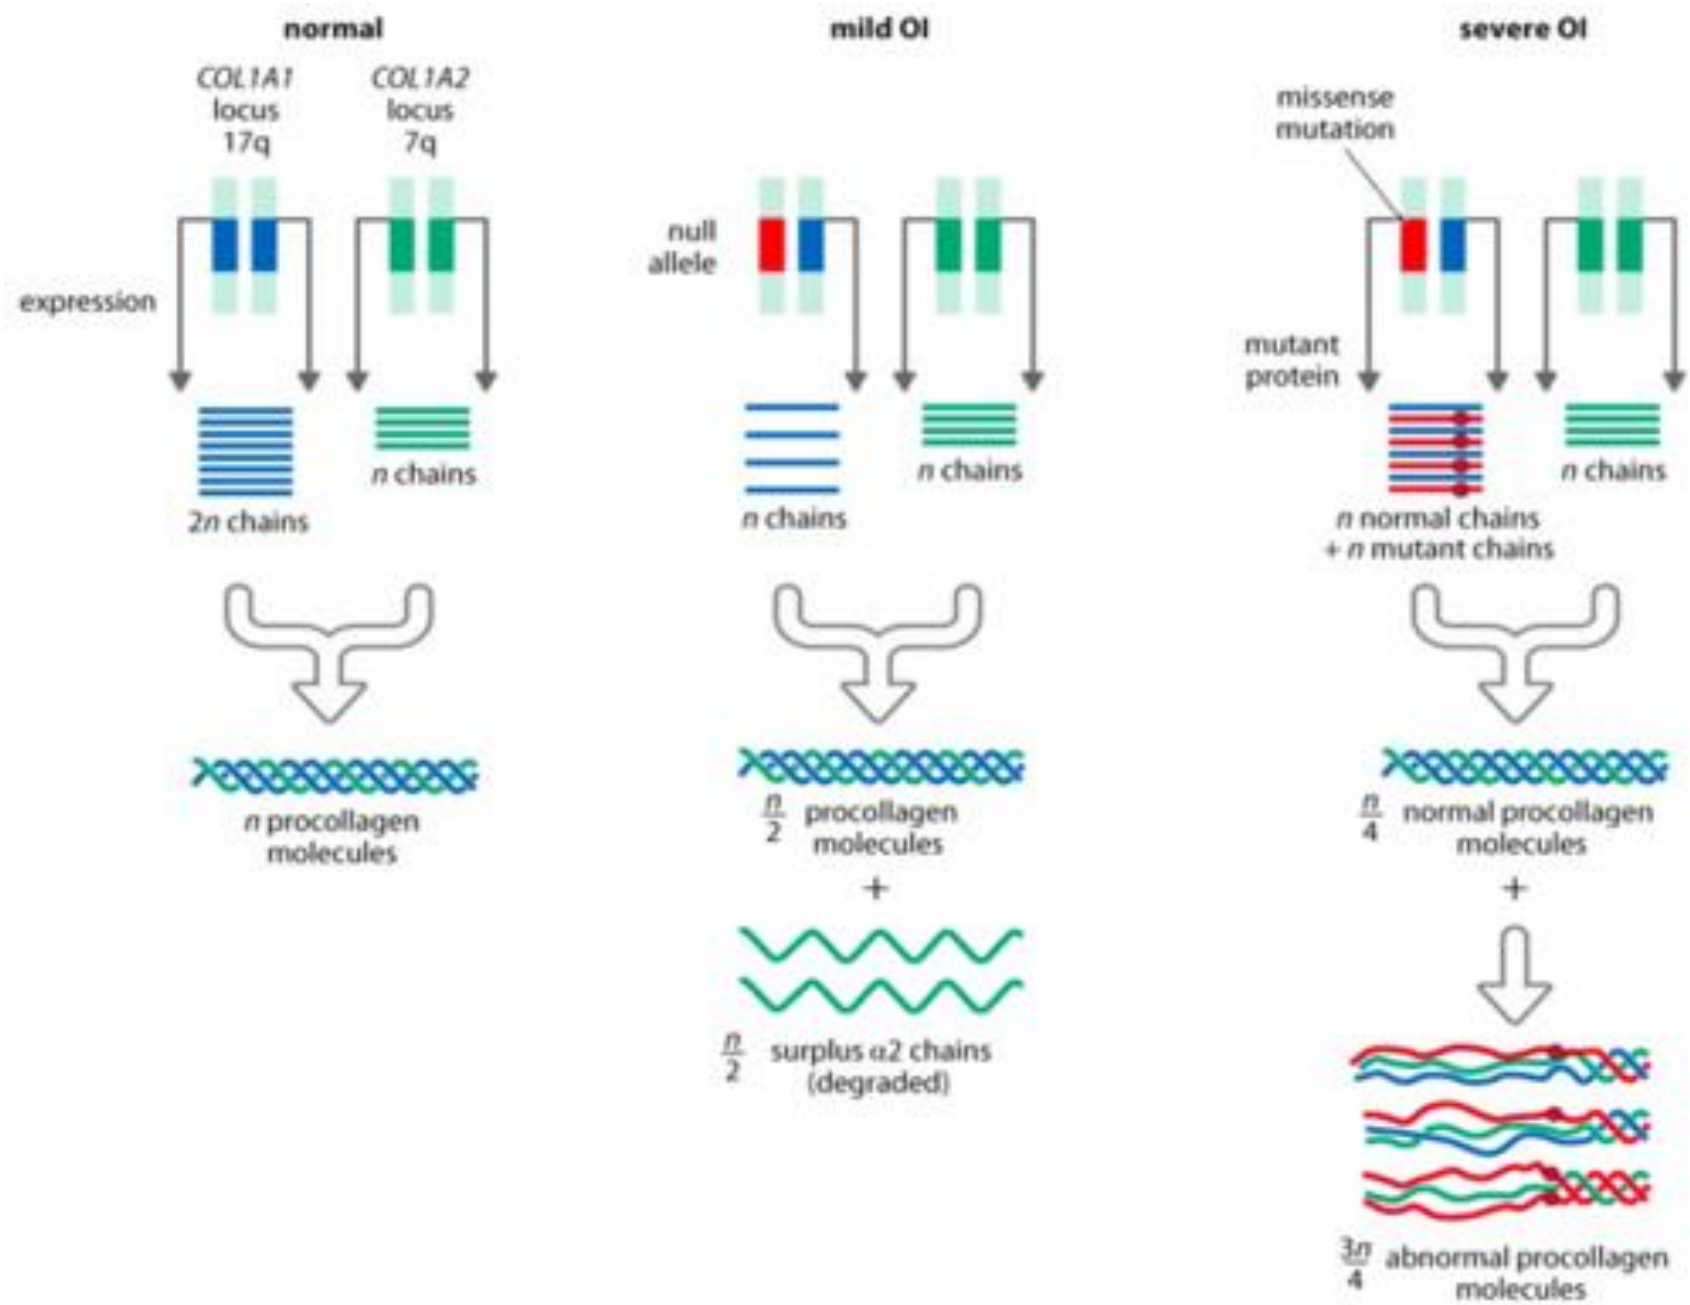 normal
COL1A1
locus
17q
COL1A2
locus
7q
expression
2n chains
n chains
n procollagen
molecules
mild OI
null
allele
n chains
n chains
n/2 procollagen
molecules
+
n/2 surplus α2 chains
(degraded)
severe OI
missense
mutation
mutant
protein
n normal chains
+ n mutant chains
n chains
n/4 normal procollagen
molecules
+
3n/4 abnormal procollagen
molecules